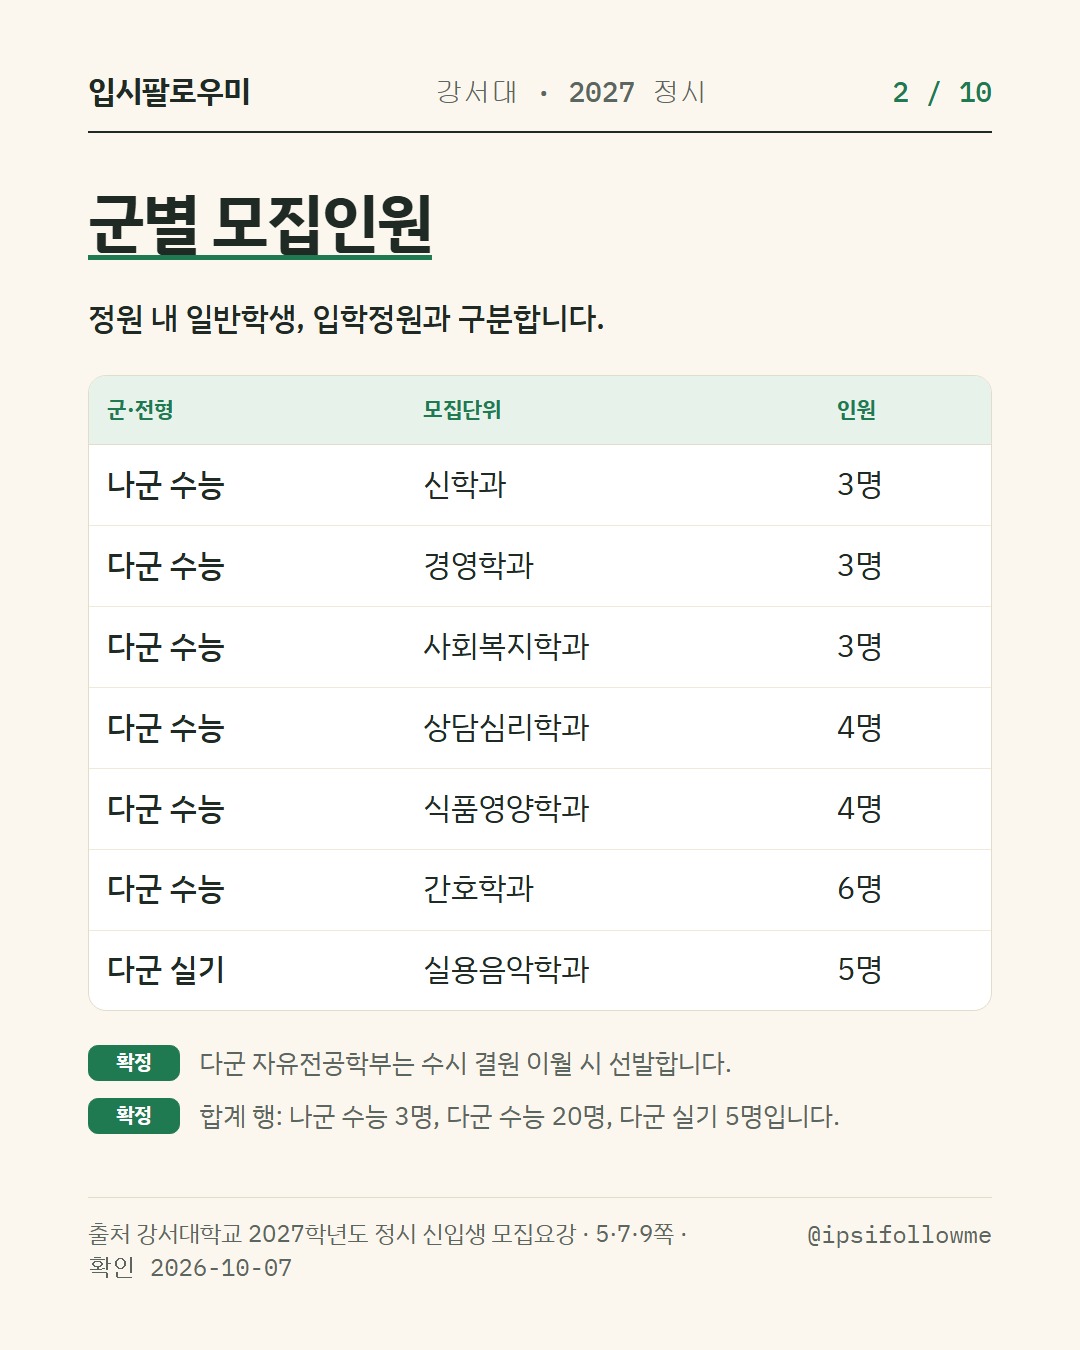 입시팔로우미 강서대 · 2027 정시 2 / 10
군별 모집인원
정원 내 일반학생, 입학정원과 구분합니다.
군·전형 모집단위 인원
나군 수능 신학과 3명
다군 수능 경영학과 3명
다군 수능 사회복지학과 3명
다군 수능 상담심리학과 4명
다군 수능 식품영양학과 4명
다군 수능 간호학과 6명
다군 실기 실용음악학과 5명
확정 다군 자유전공학부는 수시 결원 이월 시 선발합니다.
확정 합계 행: 나군 수능 3명, 다군 수능 20명, 다군 실기 5명입니다.
출처 강서대학교 2027학년도 정시 신입생 모집요강 · 5·7·9쪽 · @ipsifollowme
확인 2026-10-07